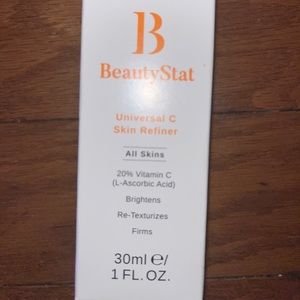 B
BeautyStat
Universal C
Skin Refiner
All Skins
20% Vitamin C
(L-Ascorbic Acid)
Brightens
Re-Texturizes
Firms
30ml ℮/
1 FL. OZ.